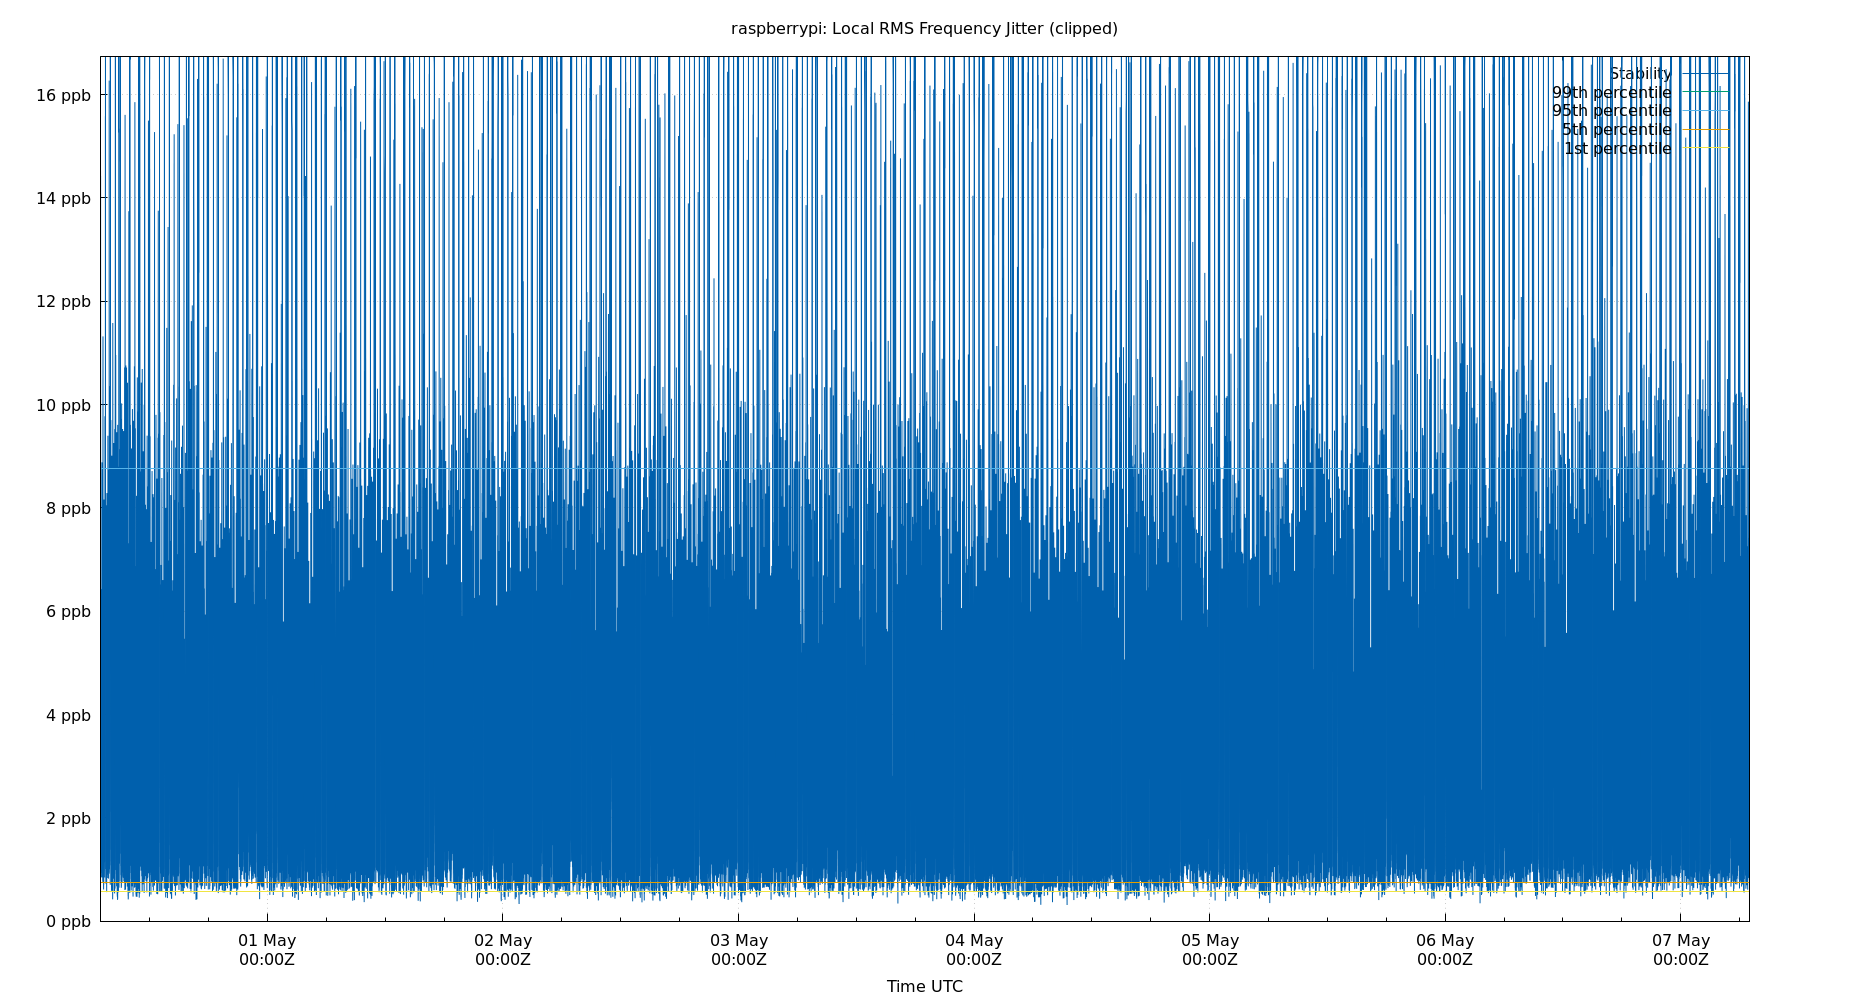 raspberrypi: Local RMS Frequency Jitter (clipped)
Stability
99th percentile
95th percentile
5th percentile
1st percentile
16 ppb
14 ppb
12 ppb
10 ppb
8 ppb
6 ppb
4 ppb
2 ppb
0 ppb
01 May 02 May 03 May 04 May 05 May 06 May 07 May
00:00Z 00:00Z 00:00Z 00:00Z 00:00Z 00:00Z 00:00Z
Time UTC